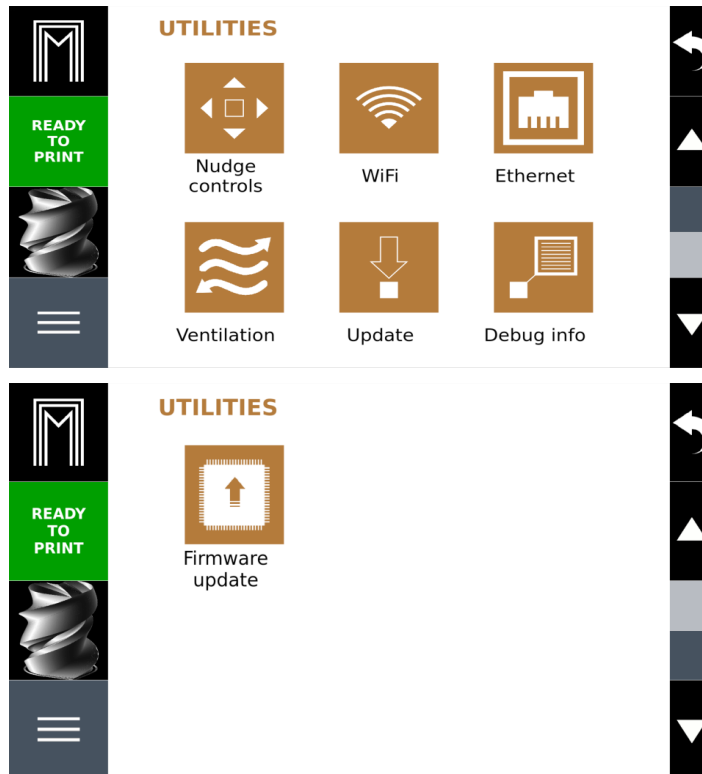 UTILITIES
READY
TO
PRINT
Nudge
controls
WiFi
Ethernet
Ventilation
Update
Debug info
UTILITIES
READY
TO
PRINT
Firmware
update